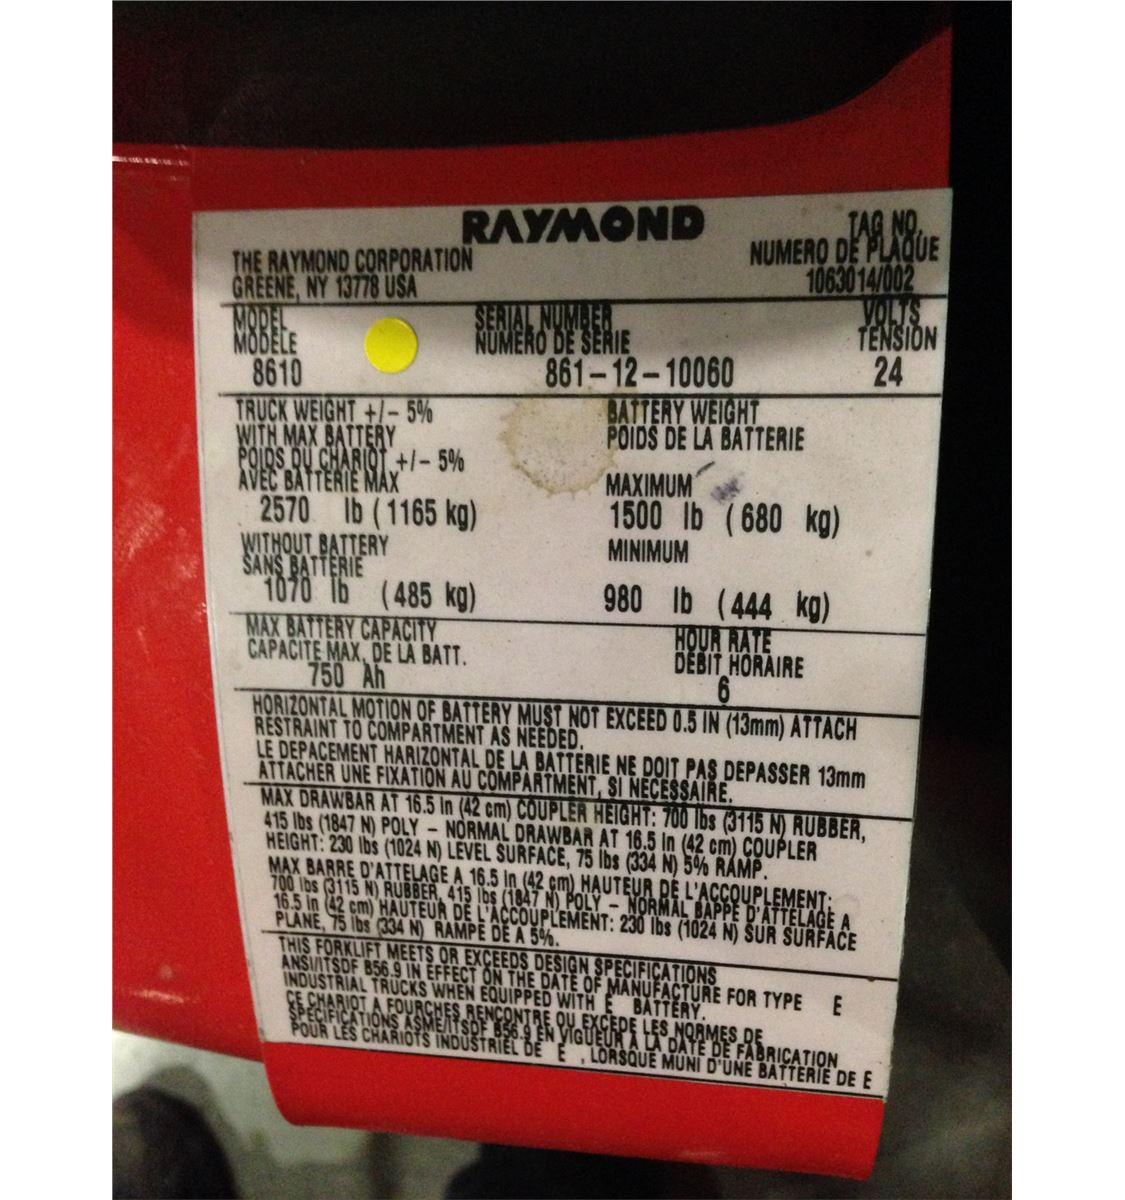 RAYMOND
THE RAYMOND CORPORATION
GREENE, NY 13778 USA
TAG NO.
NUMERO DE PLAQUE
1063014/002
MODEL
MODÈLE
8610
SERIAL NUMBER
NUMÉRO DE SERIE
861-12-10060
VOLTS
TENSION
24
TRUCK WEIGHT +/- 5%
WITH MAX BATTERY
POIDS DU CHARIOT +/- 5%
AVEC BATTERIE MAX
2570 lb (1165 kg)
WITHOUT BATTERY
SANS BATTERIE
1070 lb (485 kg)
BATTERY WEIGHT
POIDS DE LA BATTERIE
MAXIMUM
1500 lb (680 kg)
MINIMUM
980 lb (444 kg)
MAX BATTERY CAPACITY
CAPACITE MAX. DE LA BATT.
750 Ah
HOUR RATE
DÉBIT HORAIRE
6
HORIZONTAL MOTION OF BATTERY MUST NOT EXCEED 0.5 IN (13mm) ATTACH
RESTRAINT TO COMPARTMENT AS NEEDED.
LE DEPACEMENT HARIZONTAL DE LA BATTERIE NE DOIT PAS DEPASSER 13mm
ATTACHER UNE FIXATION AU COMPARTMENT, SI NECESSAIRE.
MAX DRAWBAR AT 16.5 in (42 cm) COUPLER HEIGHT: 700 lbs (3115 N) RUBBER,
415 lbs (1847 N) POLY - NORMAL DRAWBAR AT 16.5 in (42 cm) COUPLER
HEIGHT: 230 lbs (1024 N) LEVEL SURFACE, 75 lbs (334 N) 5% RAMP.
MAX BARRE D'ATTELAGE A 16.5 in (42 cm) HAUTEUR DE L'ACCOUPLEMENT:
700 lbs (3115 N) RUBBER, 415 lbs (1847 N) POLY - NORMAL BAPPE D'ATTELAGE A
16.5 in (42 cm) HAUTEUR DE L'ACCOUPLEMENT: 230 lbs (1024 N) SUR SURFACE
PLANE, 75 lbs (334 N) RAMPE DE A 5%.
THIS FORKLIFT MEETS OR EXCEEDS DESIGN SPECIFICATIONS
ANSI/ITSDF B56.9 IN EFFECT ON THE DATE OF MANUFACTURE FOR TYPE E
INDUSTRIAL TRUCKS WHEN EQUIPPED WITH E BATTERY.
CE CHARIOT A FOURCHES RENCONTRE OU EXCEDE LES NORMES DE
SPECIFICATIONS ASME/ITSDF B56.9 EN VIGUEUR A LA DATE DE FABRICATION
POUR LES CHARIOTS INDUSTRIEL DE E , LORSQUE MUNI D'UNE BATTERIE DE E